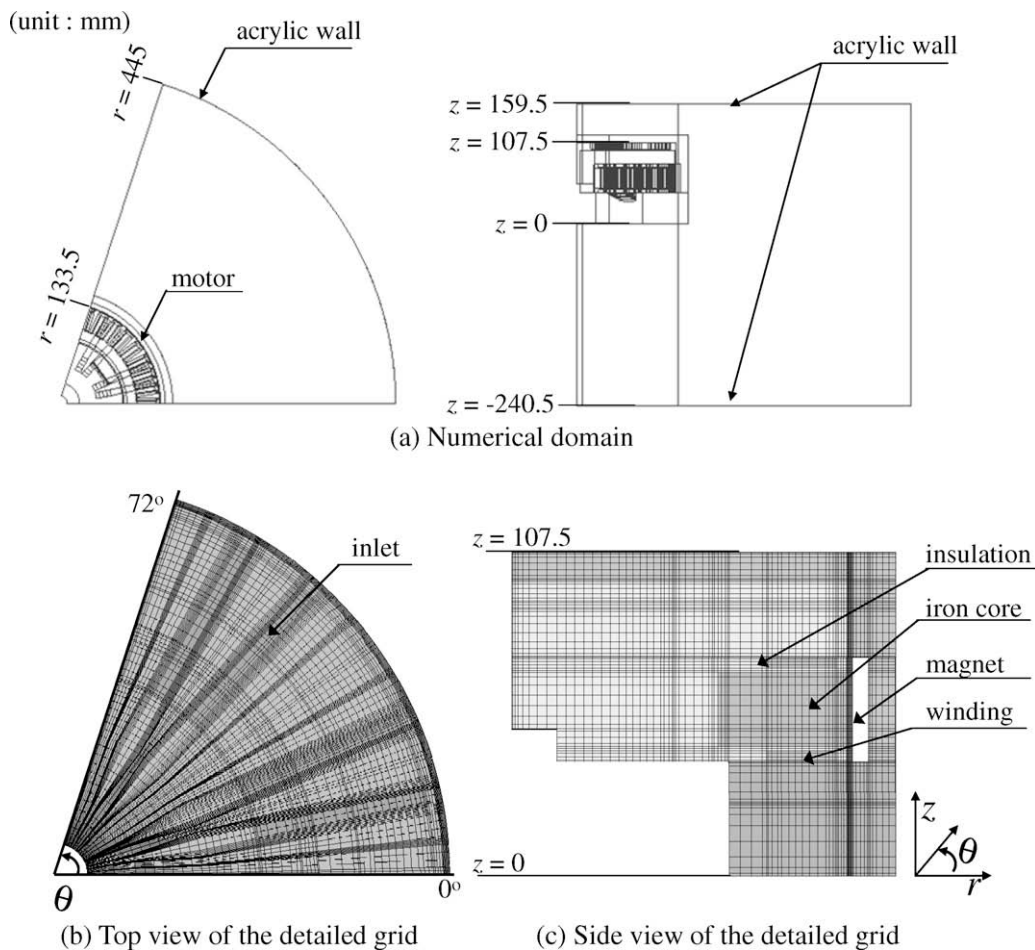 (unit : mm)
acrylic wall
r = 445
r = 133.5
motor
acrylic wall
z = 159.5
z = 107.5
z = 0
z = -240.5
(a) Numerical domain
72°
inlet
θ
0°
(b) Top view of the detailed grid
z = 107.5
insulation
iron core
magnet
winding
z = 0
z
θ
r
(c) Side view of the detailed grid